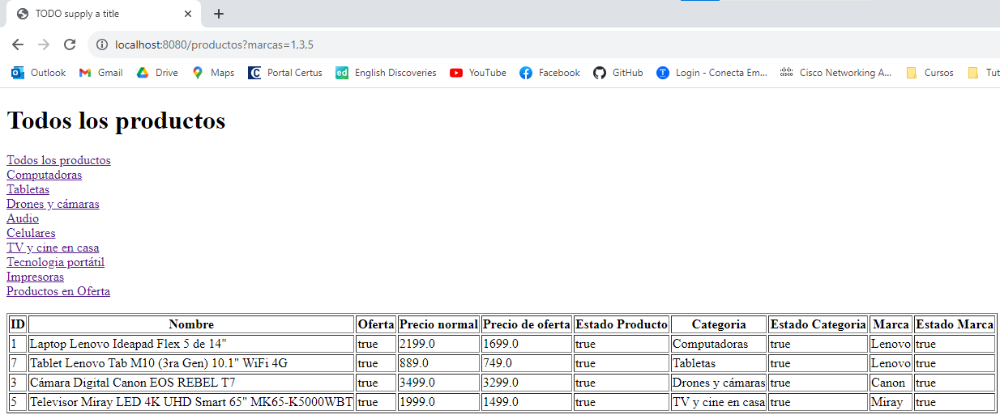 TODO supply a title
localhost:8080/productos?marcas=1,3,5
Outlook Gmail Drive Maps Portal Certus English Discoveries YouTube Facebook GitHub Login - Conecta Em... Cisco Networking A... Cursos Tut
Todos los productos
Todos los productos
Computadoras
Tabletas
Drones y cámaras
Audio
Celulares
TV y cine en casa
Tecnologia portátil
Impresoras
Productos en Oferta
ID Nombre Oferta Precio normal Precio de oferta Estado Producto Categoria Estado Categoria Marca Estado Marca
1 Laptop Lenovo Ideapad Flex 5 de 14" true 2199.0 1699.0 true Computadoras true Lenovo true
7 Tablet Lenovo Tab M10 (3ra Gen) 10.1" WiFi 4G true 889.0 749.0 true Tabletas true Lenovo true
3 Cámara Digital Canon EOS REBEL T7 true 3499.0 3299.0 true Drones y cámaras true Canon true
5 Televisor Miray LED 4K UHD Smart 65" MK65-K5000WBT true 1999.0 1499.0 true TV y cine en casa true Miray true